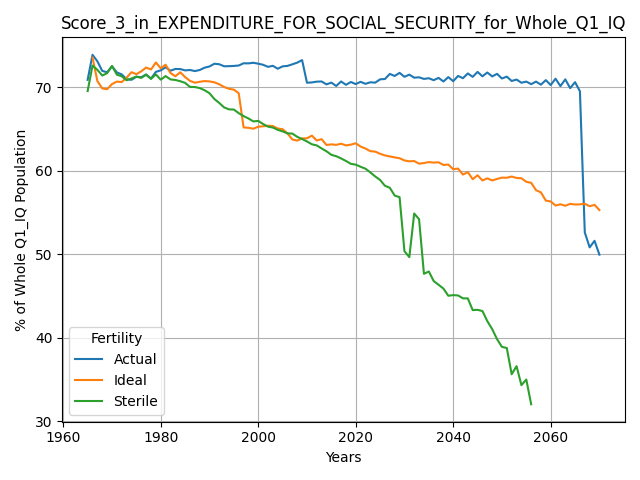 Score_3_in_EXPENDITURE_FOR_SOCIAL_SECURITY_for_Whole_Q1_IQ
% of Whole Q1_IQ Population
70
60
50
40
30
Fertility
Actual
Ideal
Sterile
1960 1980 2000 2020 2040 2060
Years